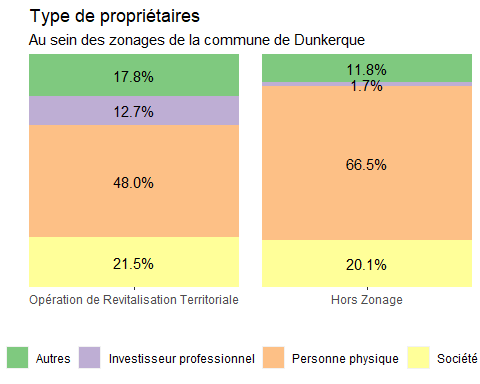 Type de propriétaires
Au sein des zonages de la commune de Dunkerque
17.8%
12.7%
48.0%
21.5%
11.8%
1.7%
66.5%
20.1%
Opération de Revitalisation Territoriale
Hors Zonage
Autres
Investisseur professionnel
Personne physique
Société